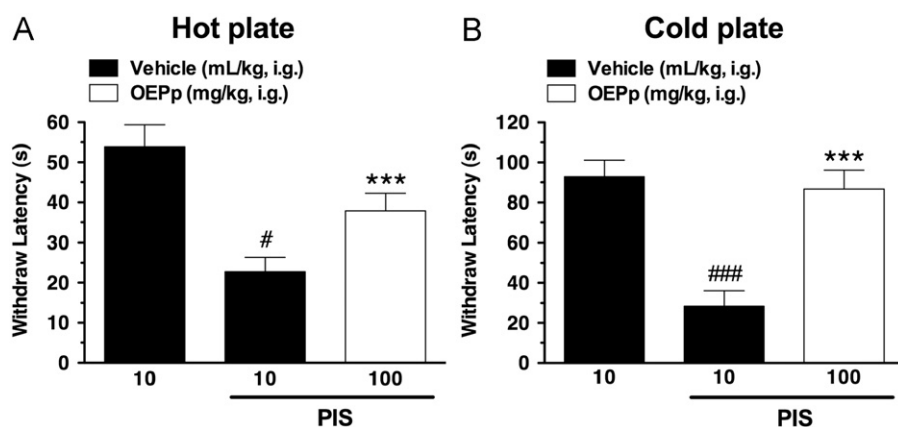 A
Hot plate
Vehicle (mL/kg, i.g.)
OEPp (mg/kg, i.g.)
Withdraw Latency (s)
60
50
40
30
20
10
0
#
***
10
10
100
PIS
B
Cold plate
Vehicle (mL/kg, i.g.)
OEPp (mg/kg, i.g.)
Withdraw Latency (s)
120
100
80
60
40
20
0
###
***
10
10
100
PIS